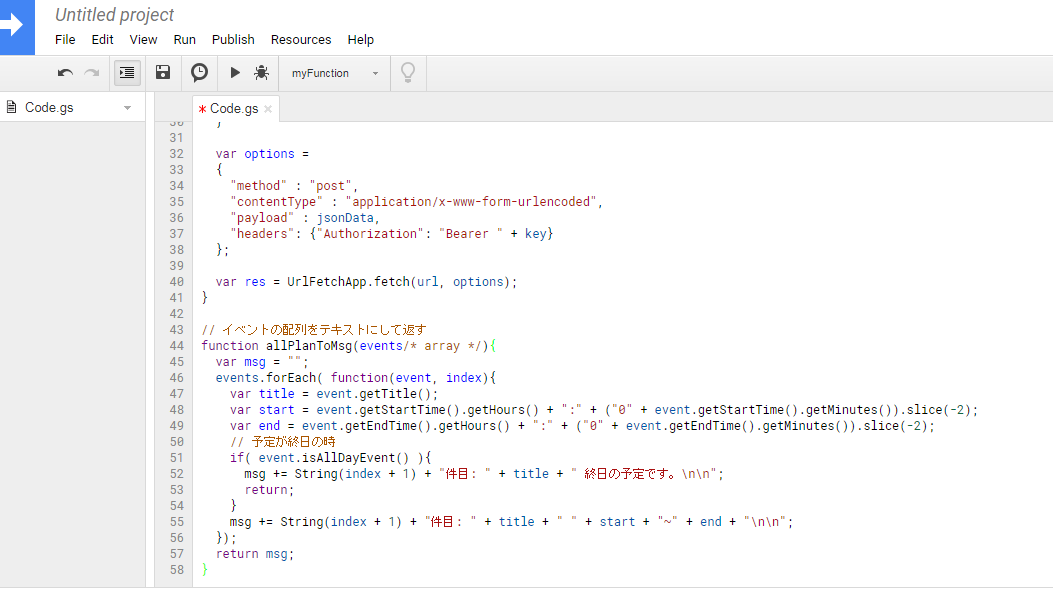 Untitled project
File Edit View Run Publish Resources Help
myFunction
Code.gs
* Code.gs ×
30 }
31
32 var options =
33 {
34 "method" : "post",
35 "contentType" : "application/x-www-form-urlencoded",
36 "payload" : jsonData,
37 "headers": {"Authorization": "Bearer " + key}
38 };
39
40 var res = UrlFetchApp.fetch(url, options);
41 }
42
43 // イベントの配列をテキストにして返す
44 function allPlanToMsg(events/* array */){
45 var msg = "";
46 events.forEach( function(event, index){
47 var title = event.getTitle();
48 var start = event.getStartTime().getHours() + ":" + ("0" + event.getStartTime().getMinutes()).slice(-2);
49 var end = event.getEndTime().getHours() + ":" + ("0" + event.getEndTime().getMinutes()).slice(-2);
50 // 予定が終日の時
51 if( event.isAllDayEvent() ){
52 msg += String(index + 1) + "件目: " + title + " 終日の予定です。\n\n";
53 return;
54 }
55 msg += String(index + 1) + "件目: " + title + " " + start + "~" + end + "\n\n";
56 });
57 return msg;
58 }